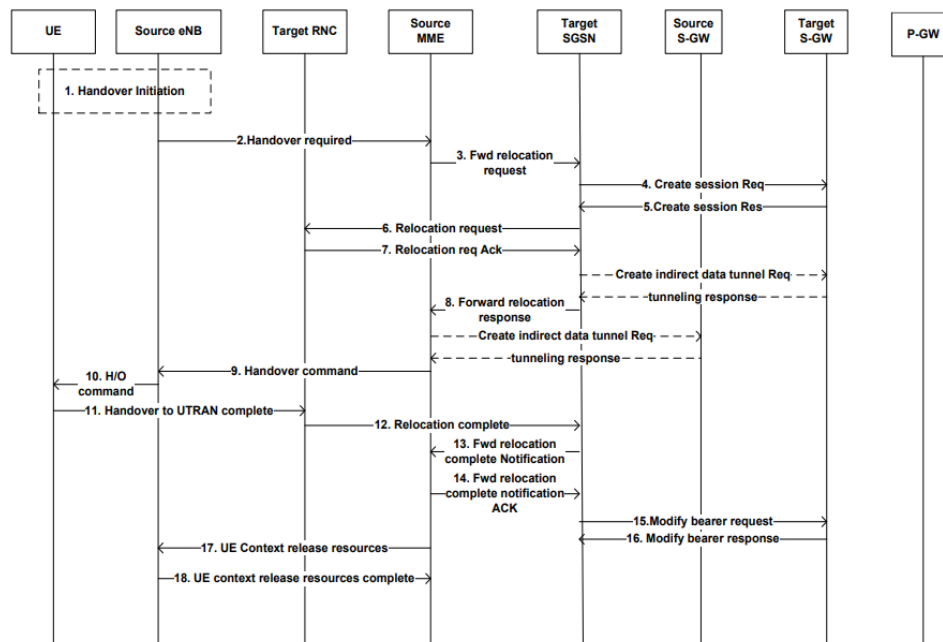 UE
Source eNB
Target RNC
Source
MME
Target
SGSN
Source
S-GW
Target
S-GW
P-GW
1. Handover Initiation
2.Handover required
3. Fwd relocation
request
4. Create session Req
5.Create session Res
6. Relocation request
7. Relocation req Ack
Create indirect data tunnel Req
tunneling response
8. Forward relocation
response
Create indirect data tunnel Req
tunneling response
9. Handover command
10. H/O
command
11. Handover to UTRAN complete
12. Relocation complete
13. Fwd relocation
complete Notification
14. Fwd relocation
complete notification
ACK
15.Modify bearer request
16. Modify bearer response
17. UE Context release resources
18. UE context release resources complete